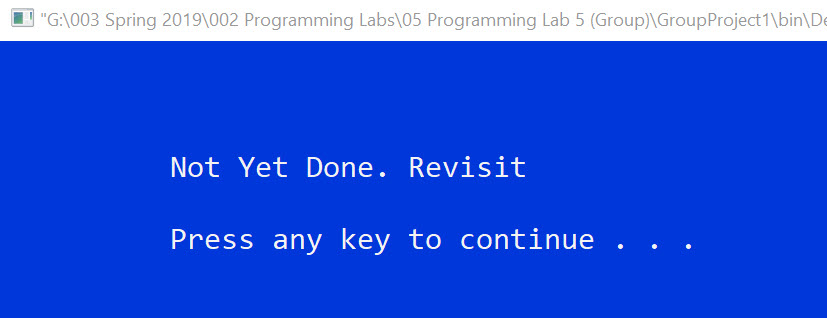 "G:\003 Spring 2019\002 Programming Labs\05 Programming Lab 5 (Group)\GroupProject1\bin\De
Not Yet Done. Revisit
Press any key to continue . . .